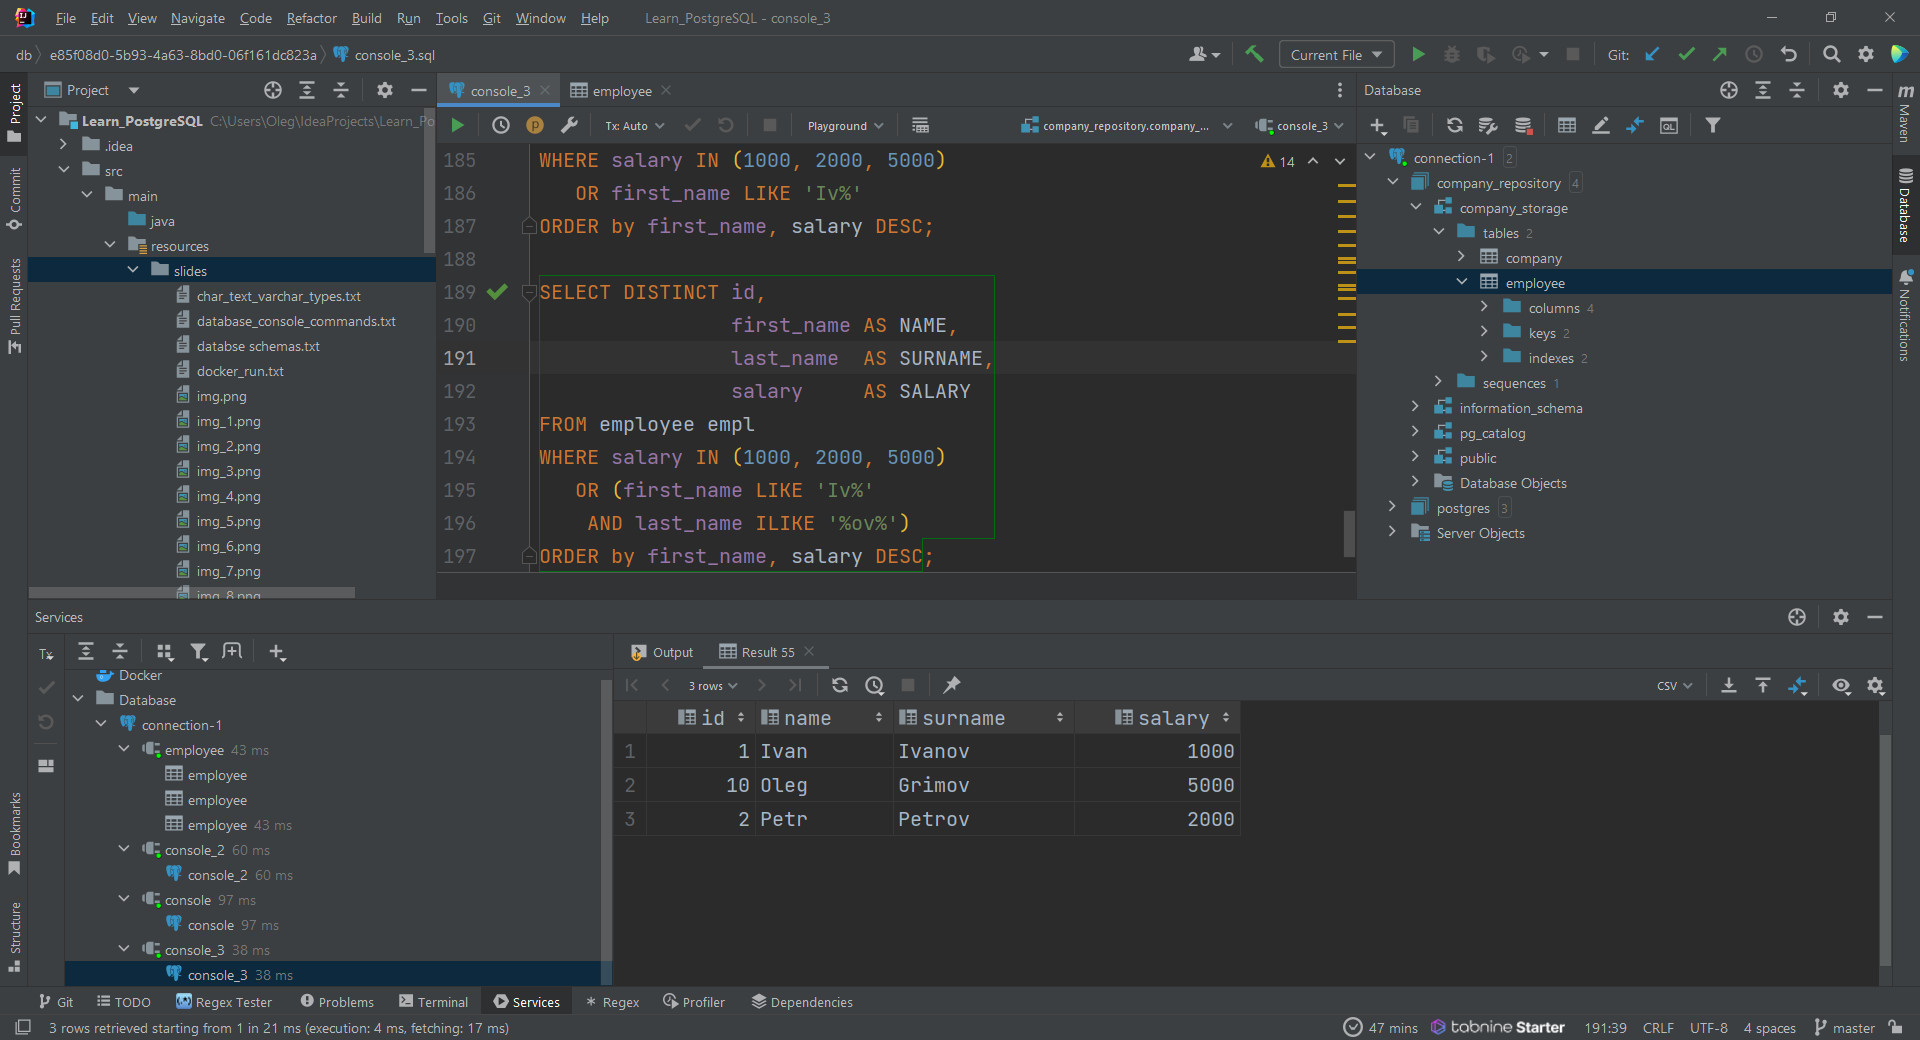 File Edit View Navigate Code Refactor Build Run Tools Git Window Help Learn_PostgreSQL - console_3
db e85f08d0-5b93-4a63-8bd0-06f161dc823a console_3.sql
Current File
Git:
Project
Commit
Pull Requests
Bookmarks
Structure
Project
Learn_PostgreSQL C:\Users\Oleg\IdeaProjects\Learn_Po
.idea
src
main
java
resources
slides
char_text_varchar_types.txt
database_console_commands.txt
databse schemas.txt
docker_run.txt
img.png
img_1.png
img_2.png
img_3.png
img_4.png
img_5.png
img_6.png
img_7.png
img_8.png
console_3 employee
Tx: Auto Playground company_repository.company_... console_3
14
185 WHERE salary IN (1000, 2000, 5000)
186 OR first_name LIKE 'Iv%'
187 ORDER by first_name, salary DESC;
188
189 SELECT DISTINCT id,
190 first_name AS NAME,
191 last_name AS SURNAME,
192 salary AS SALARY
193 FROM employee empl
194 WHERE salary IN (1000, 2000, 5000)
195 OR (first_name LIKE 'Iv%'
196 AND last_name ILIKE '%ov%')
197 ORDER by first_name, salary DESC;
Database
connection-1 2
company_repository 4
company_storage
tables 2
company
employee
columns 4
keys 2
indexes 2
sequences 1
information_schema
pg_catalog
public
Database Objects
postgres 3
Server Objects
m Maven
Database
Notifications
Services
Tx
Docker
Database
connection-1
employee 43 ms
employee
employee
employee 43 ms
console_2 60 ms
console_2 60 ms
console 97 ms
console 97 ms
console_3 38 ms
console_3 38 ms
Output Result 55
3 rows CSV
id name surname salary
1 1 Ivan Ivanov 1000
2 10 Oleg Grimov 5000
3 2 Petr Petrov 2000
Git TODO Regex Tester Problems Terminal Services Regex Profiler Dependencies
3 rows retrieved starting from 1 in 21 ms (execution: 4 ms, fetching: 17 ms)
47 mins tabnine Starter 191:39 CRLF UTF-8 4 spaces master